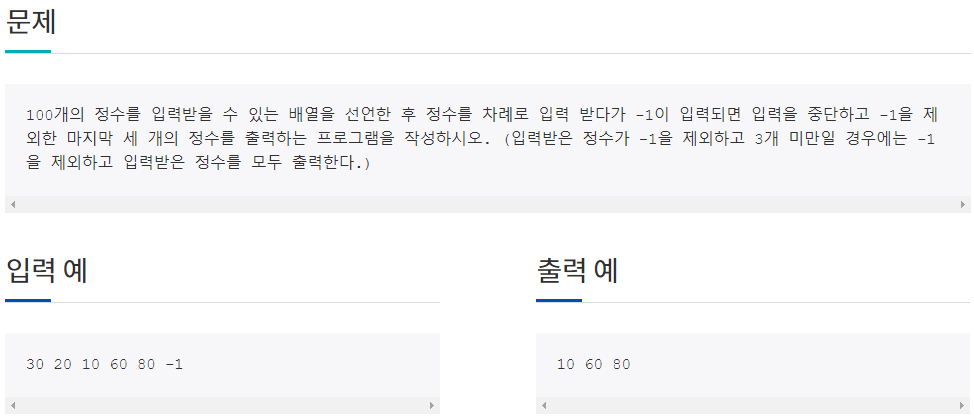 문제
100개의 정수를 입력받을 수 있는 배열을 선언한 후 정수를 차례로 입력 받다가 -1이 입력되면 입력을 중단하고 -1을 제
외한 마지막 세 개의 정수를 출력하는 프로그램을 작성하시오. (입력받은 정수가 -1을 제외하고 3개 미만일 경우에는 -1
을 제외하고 입력받은 정수를 모두 출력한다.)
입력 예
30 20 10 60 80 -1
출력 예
10 60 80